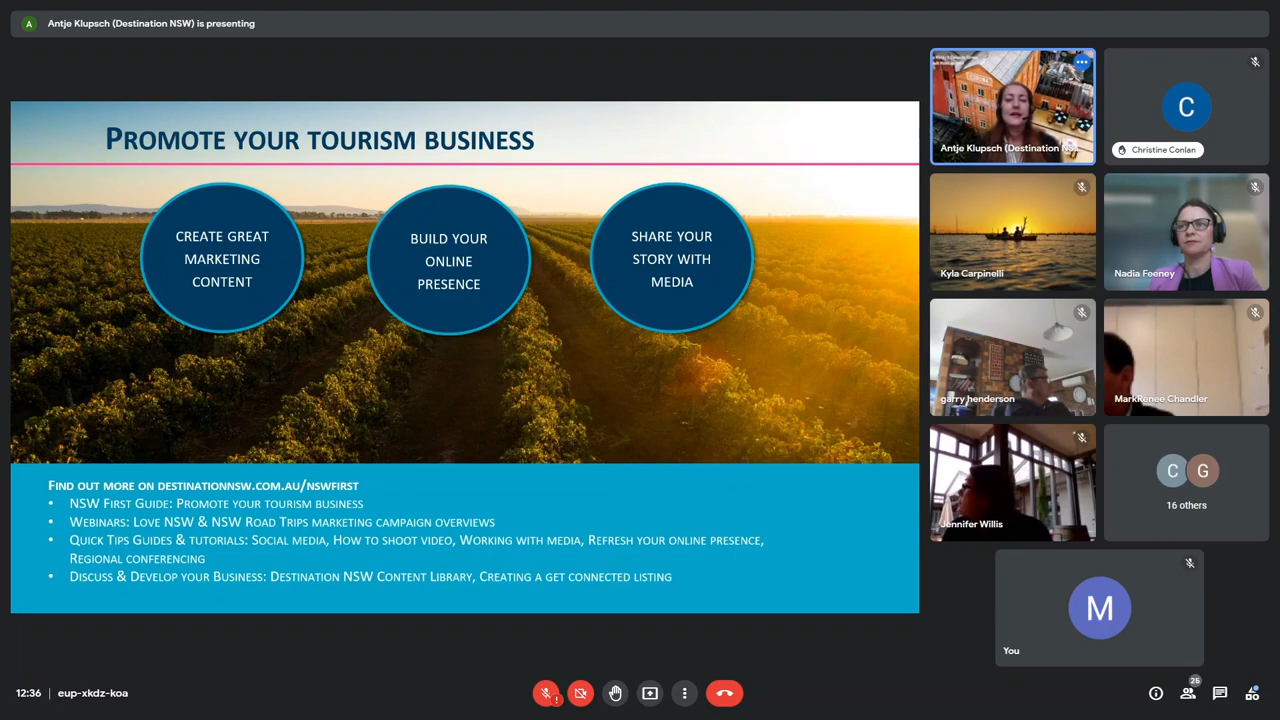 A
Antje Klupsch (Destination NSW) is presenting
PROMOTE YOUR TOURISM BUSINESS
CREATE GREAT
MARKETING
CONTENT
BUILD YOUR
ONLINE
PRESENCE
SHARE YOUR
STORY WITH
MEDIA
FIND OUT MORE ON DESTINATIONNSW.COM.AU/NSWFIRST
• NSW FIRST GUIDE: PROMOTE YOUR TOURISM BUSINESS
• WEBINARS: LOVE NSW & NSW ROAD TRIPS MARKETING CAMPAIGN OVERVIEWS
• QUICK TIPS GUIDES & TUTORIALS: SOCIAL MEDIA, HOW TO SHOOT VIDEO, WORKING WITH MEDIA, REFRESH YOUR ONLINE PRESENCE,
REGIONAL CONFERENCING
• DISCUSS & DEVELOP YOUR BUSINESS: DESTINATION NSW CONTENT LIBRARY, CREATING A GET CONNECTED LISTING
Antje Klupsch (Destination
C
Christine Conlan
Kyla Carpinelli
Nadia Feeney
garry henderson
MarkRenee Chandler
Jennifer Willis
C G
16 others
M
You
12:36 | eup-xkdz-koa
25